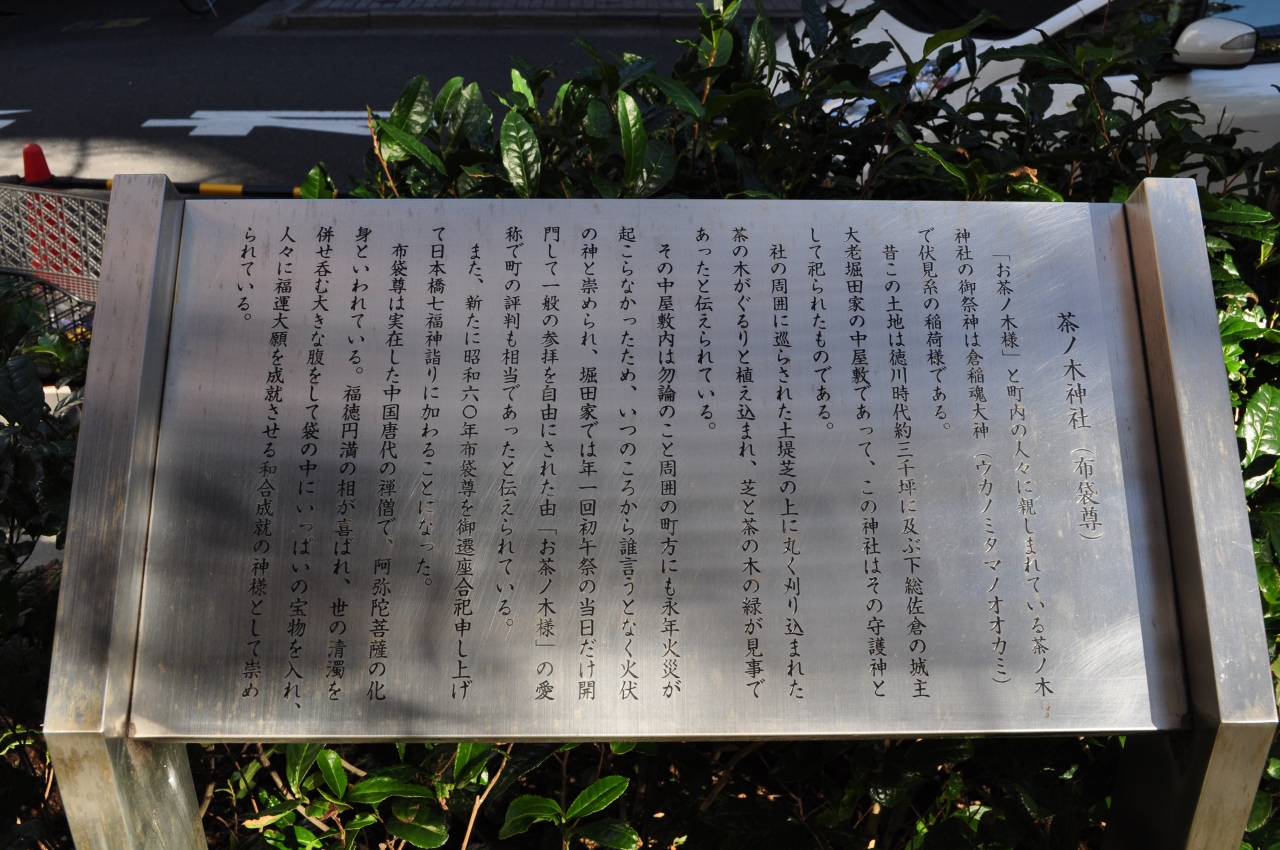 茶ノ木神社（布袋尊）
「お茶ノ木様」と町内の人々に親しまれている茶ノ木
神社の御祭神は倉稲魂大神（ウカノミタマノオオカミ）
で伏見系の稲荷様である。
昔この土地は徳川時代約三千坪に及ぶ下総佐倉の城主
大老堀田家の中屋敷であって、この神社はその守護神と
して祀られたものである。
社の周囲に巡らされた土堤芝の上に丸く刈り込まれた
茶の木がぐるりと植え込まれ、芝と茶の木の緑が見事で
あったと伝えられている。
その中屋敷内は勿論のこと周囲の町方にも永年火災が
起こらなかったため、いつのころから誰言うとなく火伏
の神と崇められ、堀田家では年一回初午祭の当日だけ開
門して一般の参拝を自由にされた由「お茶ノ木様」の愛
称で町の評判も相当であったと伝えられている。
また、新たに昭和六〇年布袋尊を御遷座合祀申し上げ
て日本橋七福神詣りに加わることになった。
布袋尊は実在した中国唐代の禅僧で、阿弥陀菩薩の化
身といわれている。福徳円満の相が喜ばれ、世の清濁を
併せ呑む大きな腹をして袋の中にいっぱいの宝物を入れ、
人々に福運大願を成就させる和合成就の神様として崇め
られている。